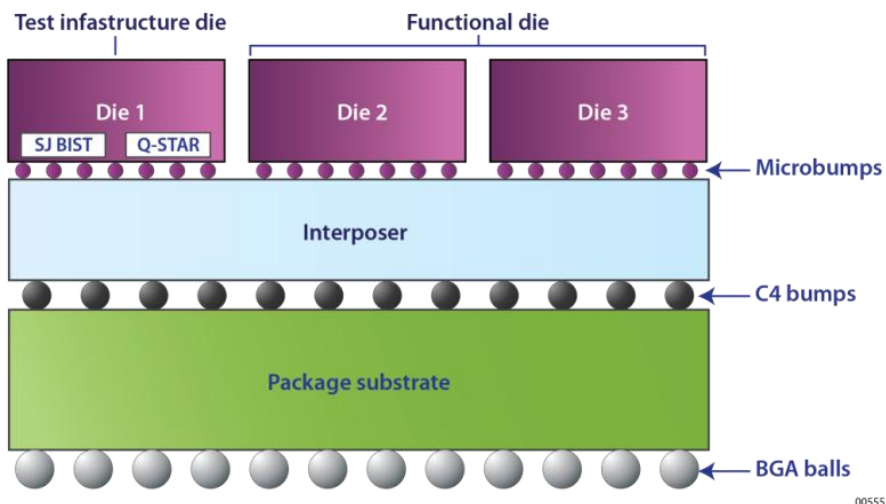 Test infastructure die
Functional die
Die 1
Die 2
Die 3
SJ BIST
Q-STAR
Microbumps
Interposer
C4 bumps
Package substrate
BGA balls
00555